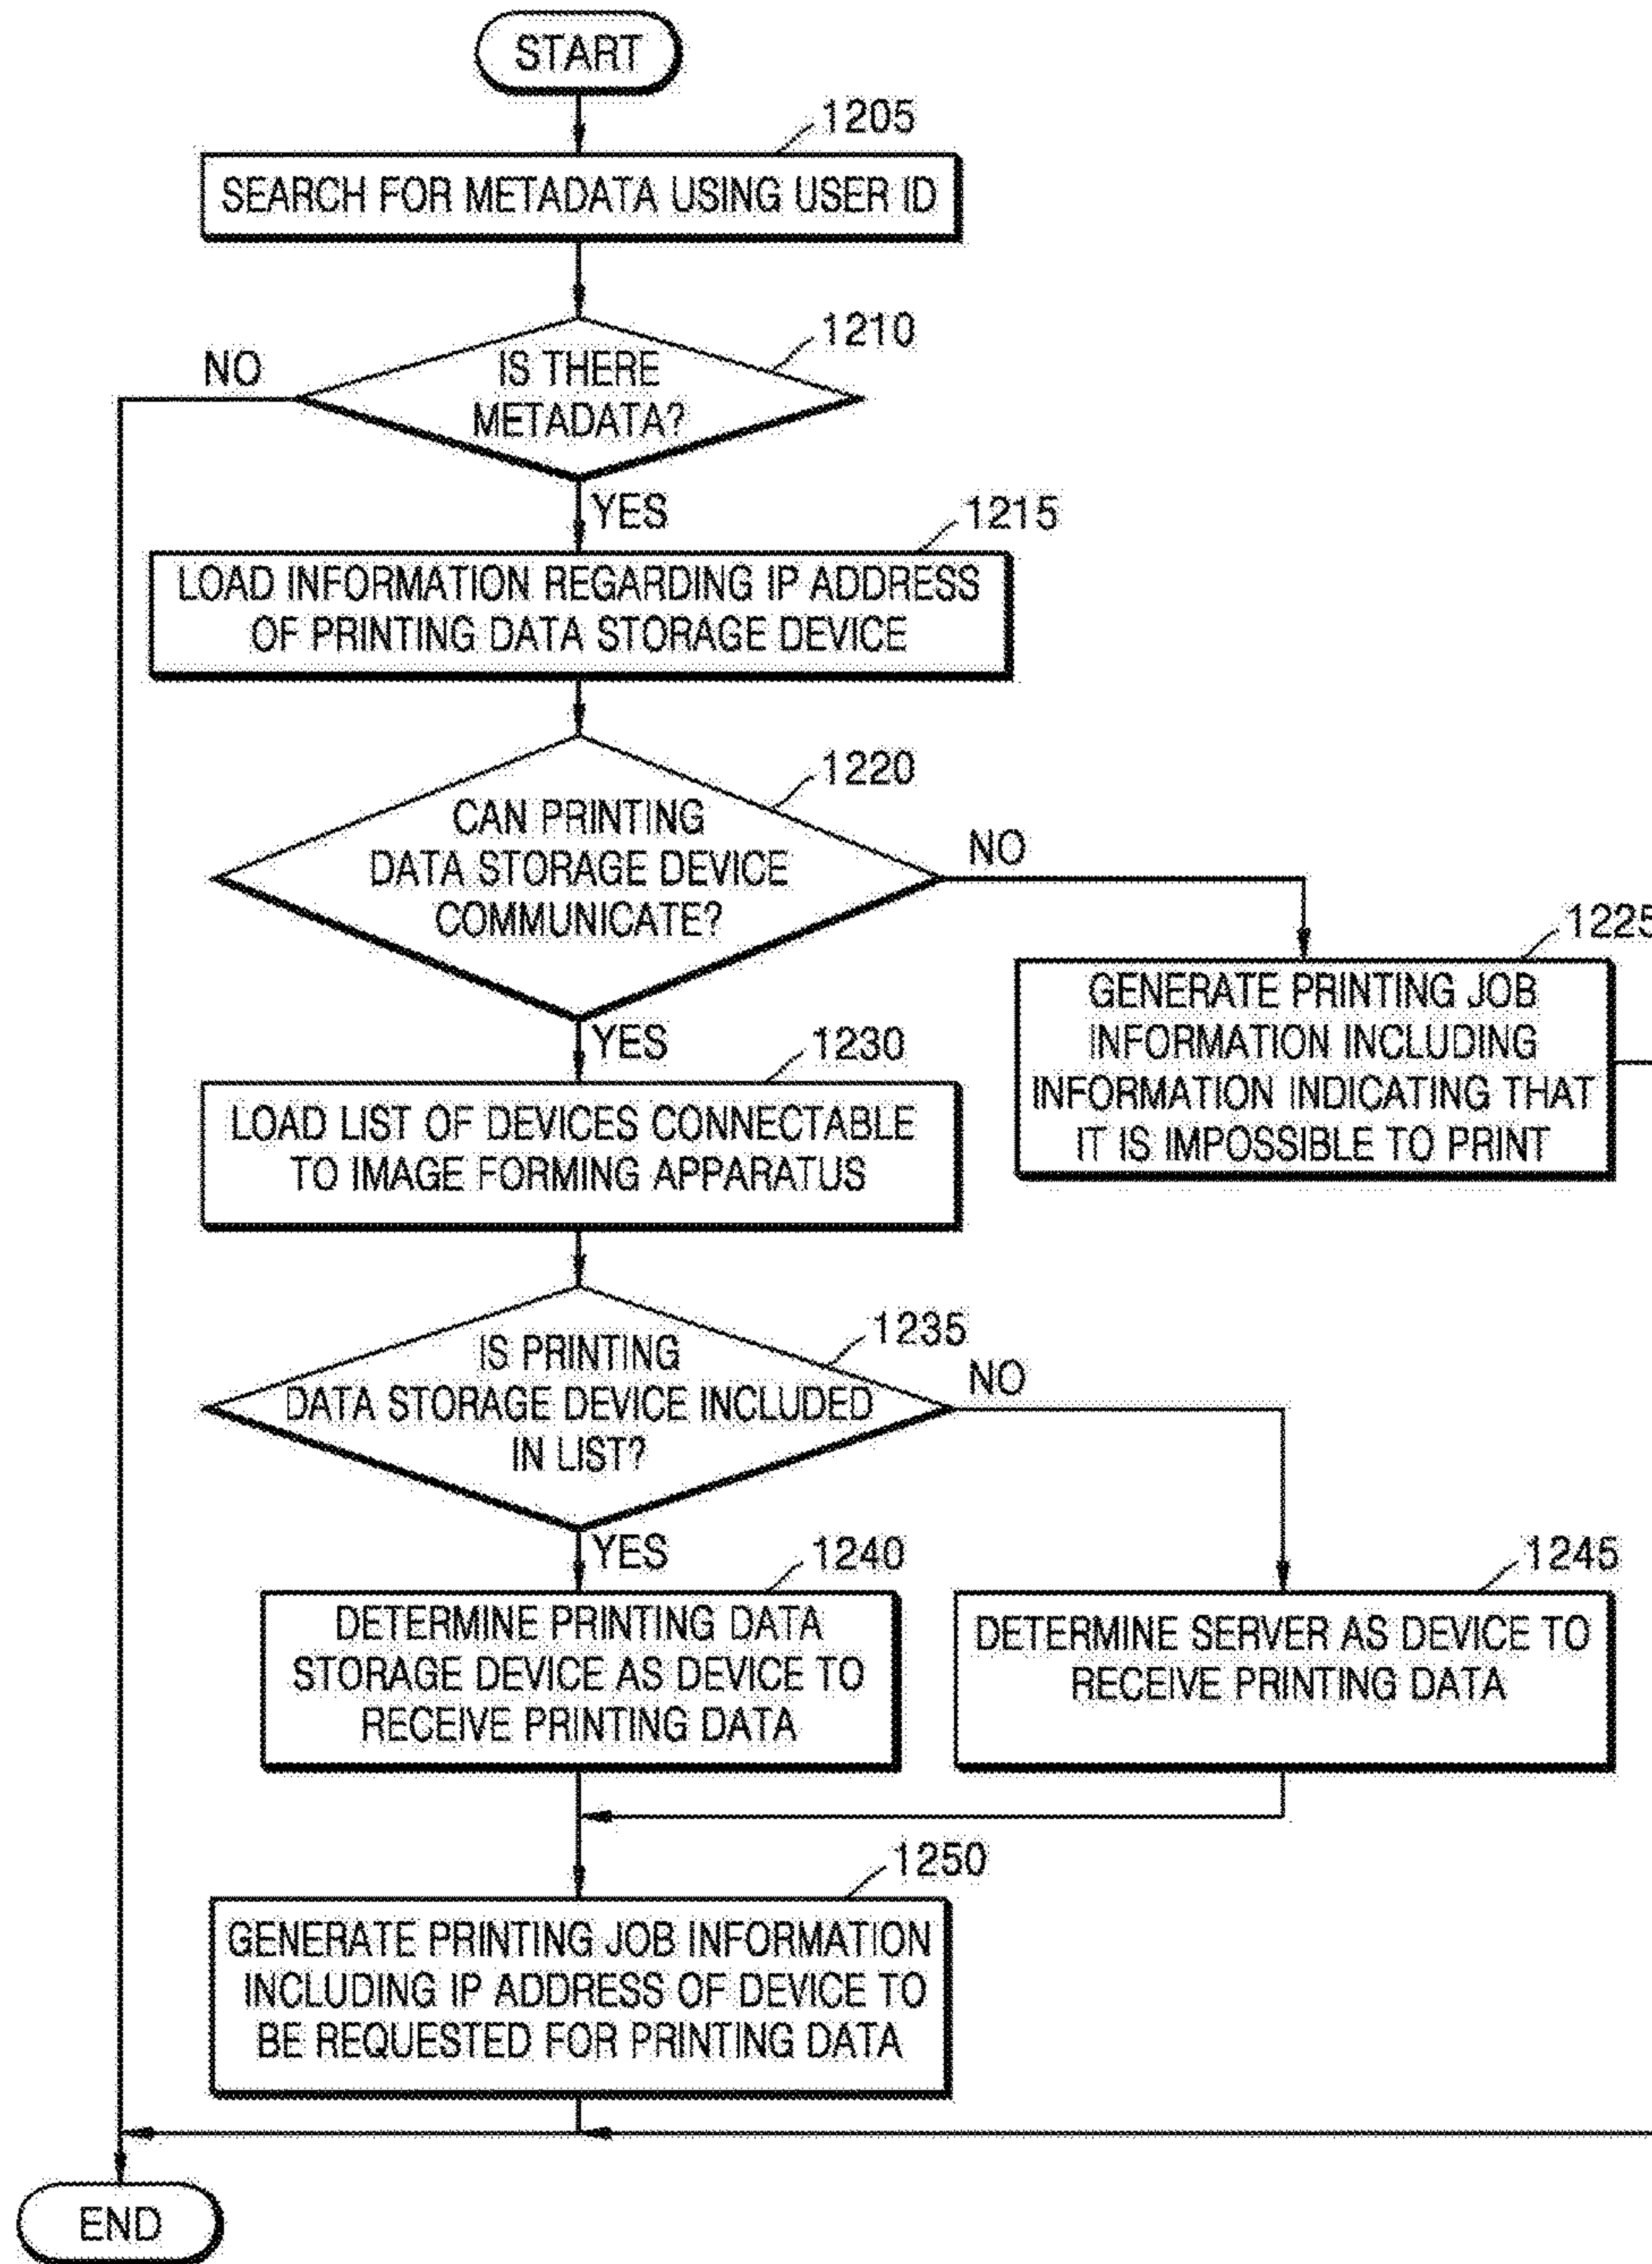 START
1205
SEARCH FOR METADATA USING USER ID
1210
NO
IS THERE
METADATA?
YES
1215
LOAD INFORMATION REGARDING IP ADDRESS
OF PRINTING DATA STORAGE DEVICE
1220
CAN PRINTING
DATA STORAGE DEVICE
COMMUNICATE?
NO
1225
GENERATE PRINTING JOB
INFORMATION INCLUDING
INFORMATION INDICATING THAT
IT IS IMPOSSIBLE TO PRINT
YES
1230
LOAD LIST OF DEVICES CONNECTABLE
TO IMAGE FORMING APPARATUS
1235
IS PRINTING
DATA STORAGE DEVICE INCLUDED
IN LIST?
NO
YES
1240
DETERMINE PRINTING DATA
STORAGE DEVICE AS DEVICE TO
RECEIVE PRINTING DATA
1245
DETERMINE SERVER AS DEVICE TO
RECEIVE PRINTING DATA
1250
GENERATE PRINTING JOB INFORMATION
INCLUDING IP ADDRESS OF DEVICE TO
BE REQUESTED FOR PRINTING DATA
END